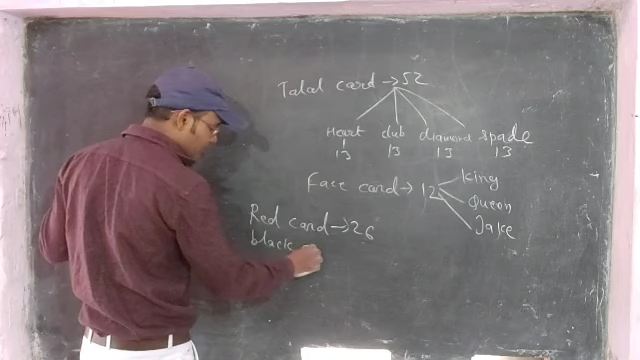 Total card → 52
Heart club diamond spade
13 13 13 13
Face card → 12
King
Queen
Jake
Red card → 26
black